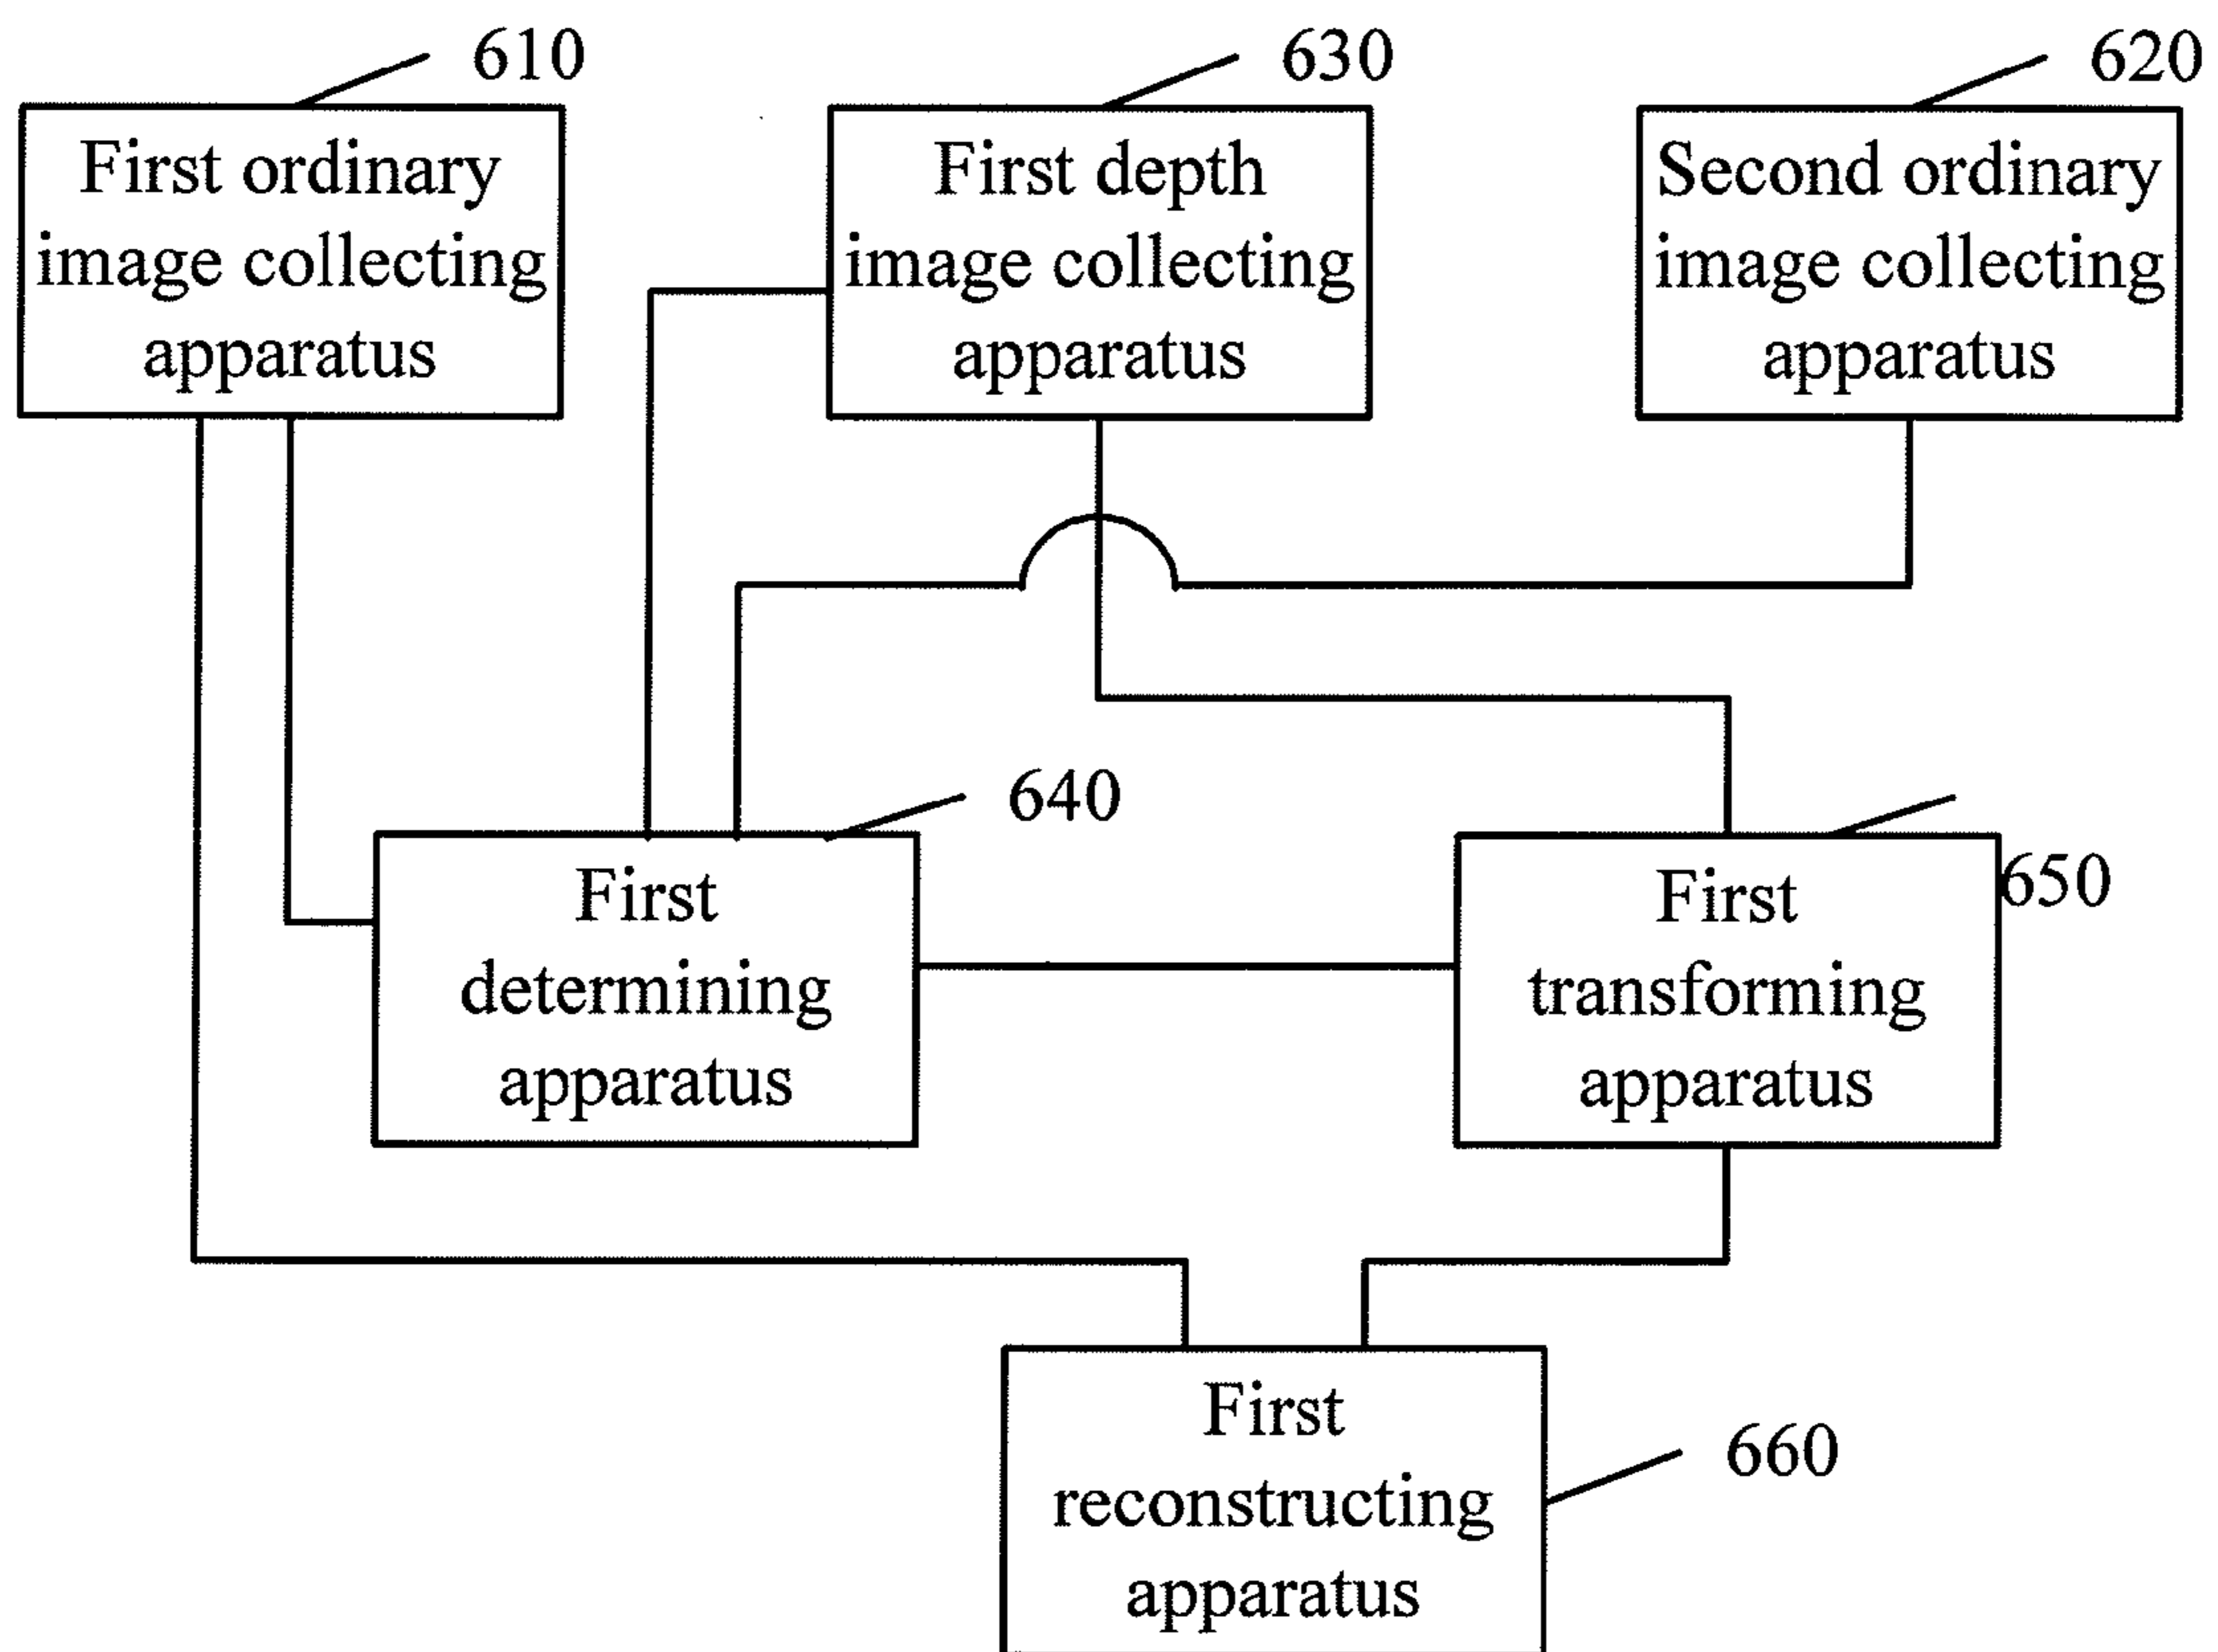 610
630
620
First ordinary
image collecting
apparatus
First depth
image collecting
apparatus
Second ordinary
image collecting
apparatus
640
650
First
determining
apparatus
First
transforming
apparatus
First
reconstructing
apparatus
660